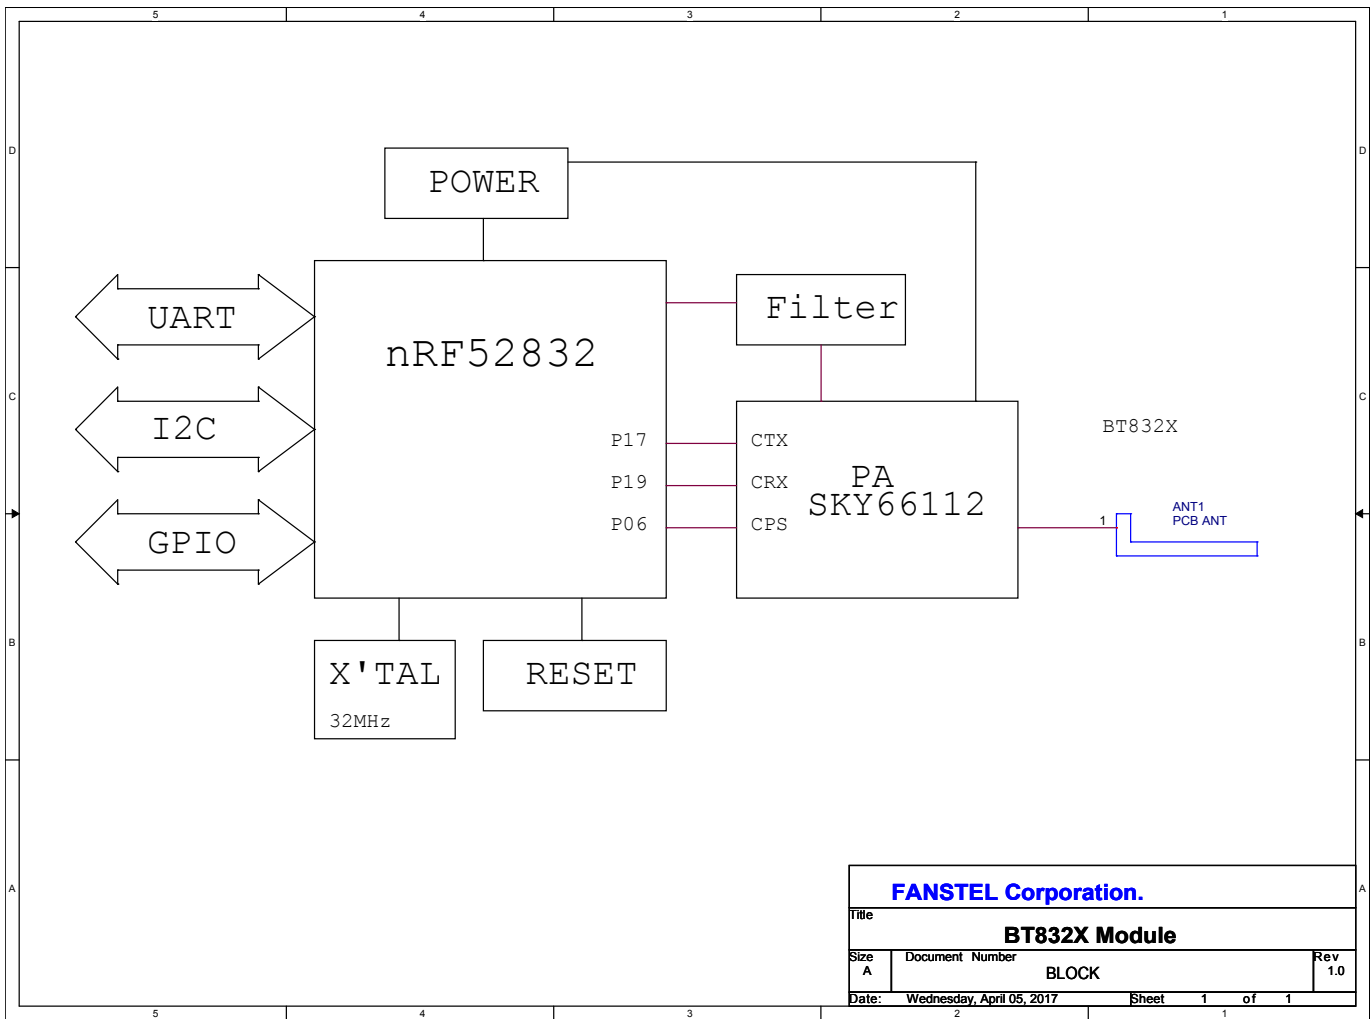 5 4 3 2 1
D D
POWER
UART
nRF52832
Filter
C C
I2C
P17 CTX
P19 CRX
P06 CPS
PA
SKY66112
BT832X
1
ANT1
PCB ANT
GPIO
B B
X'TAL
32MHz
RESET
A A
FANSTEL Corporation.
Title
BT832X Module
Size Document Number Rev
A BLOCK 1.0
Date: Wednesday, April 05, 2017 Sheet 1 of 1
5 4 3 2 1